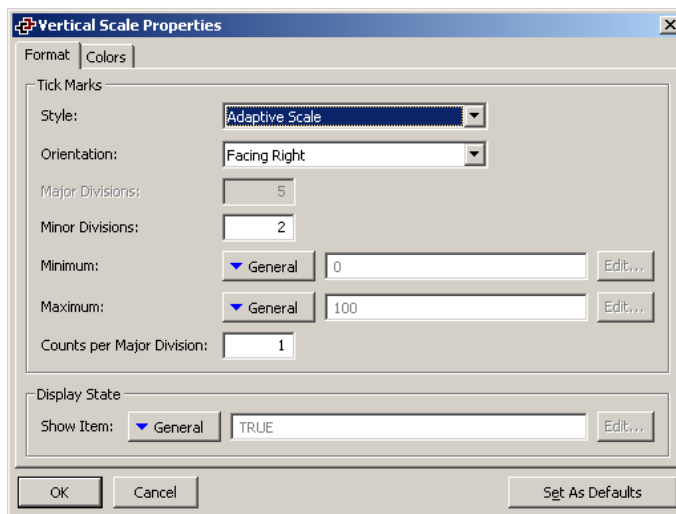 Vertical Scale Properties
Format Colors
Tick Marks
Style: Adaptive Scale
Orientation: Facing Right
Major Divisions: 5
Minor Divisions: 2
Minimum: General 0 Edit...
Maximum: General 100 Edit...
Counts per Major Division: 1
Display State
Show Item: General TRUE Edit...
OK Cancel Set As Defaults